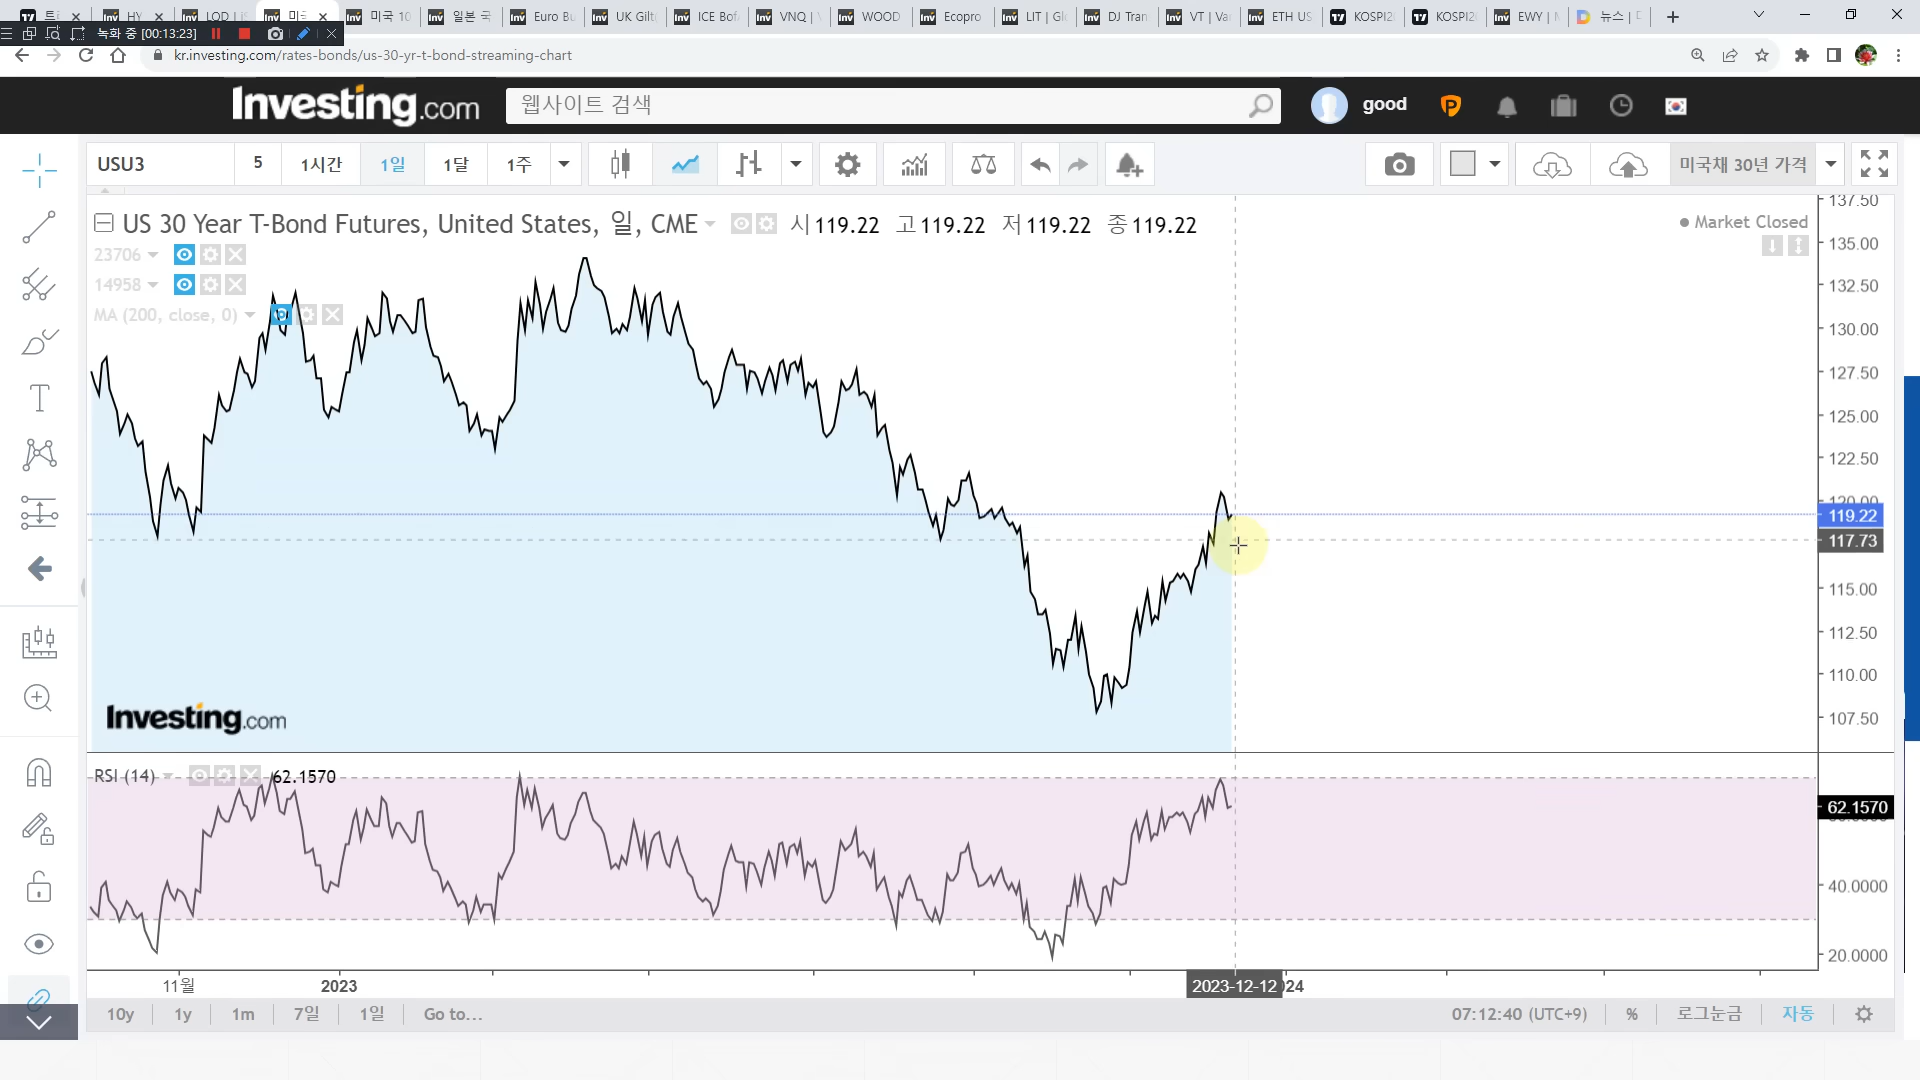 HY
LQD | iS
미국 10
일본 국
Euro Bu
UK Gilt
ICE Bof
VNQ | V
WOOD
Ecopro
LIT | Gl
DJ Tran
VT | Va
ETH US
KOSPI2
KOSPI2
EWY | M
뉴스 | D
녹화 중 [00:13:23]
kr.investing.com/rates-bonds/us-30-yr-t-bond-streaming-chart
Investing.com
웹사이트 검색
good
USU3
5
1시간
1일
1달
1주
미국채 30년 가격
US 30 Year T-Bond Futures, United States, 일, CME
시 119.22 고 119.22 저 119.22 종 119.22
Market Closed
23706
14958
MA (200, close, 0)
137.50
135.00
132.50
130.00
127.50
125.00
122.50
120.00
119.22
117.73
115.00
112.50
110.00
107.50
Investing.com
RSI (14)
62.1570
62.1570
40.0000
20.0000
11월
2023
2023-12-12
10y
1y
1m
7일
1일
Go to...
07:12:40 (UTC+9)
%
로그눈금
자동